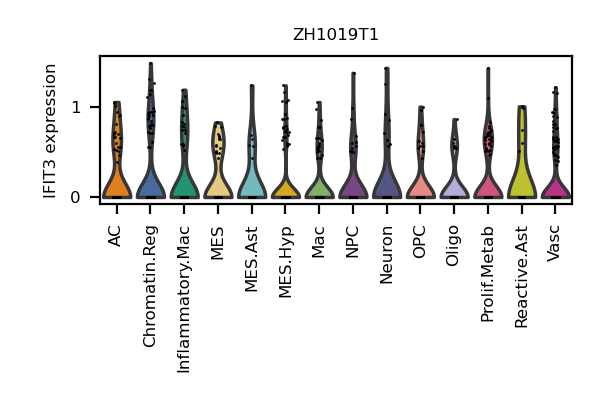 ZH1019T1
IFIT3 expression
1
0
AC
Chromatin.Reg
Inflammatory.Mac
MES
MES.Ast
MES.Hyp
Mac
NPC
Neuron
OPC
Oligo
Prolif.Metab
Reactive.Ast
Vasc